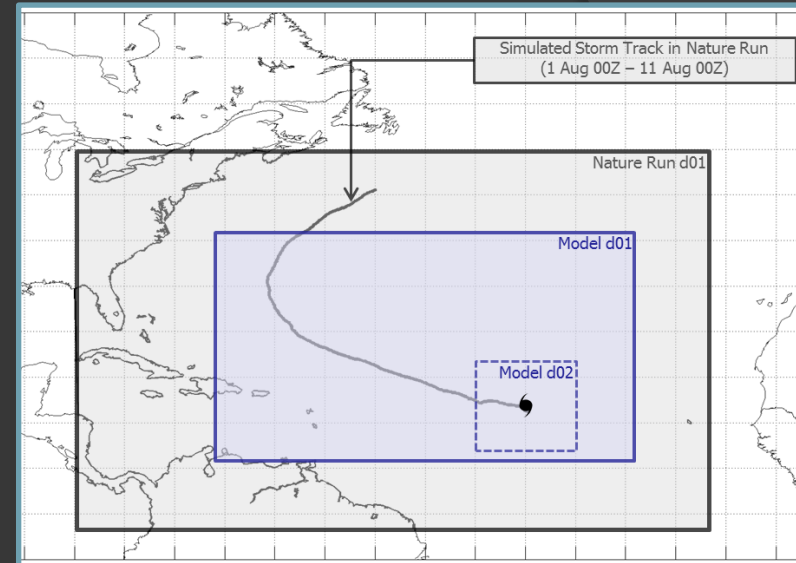 Simulated Storm Track in Nature Run
(1 Aug 00Z – 11 Aug 00Z)
Nature Run d01
Model d01
Model d02